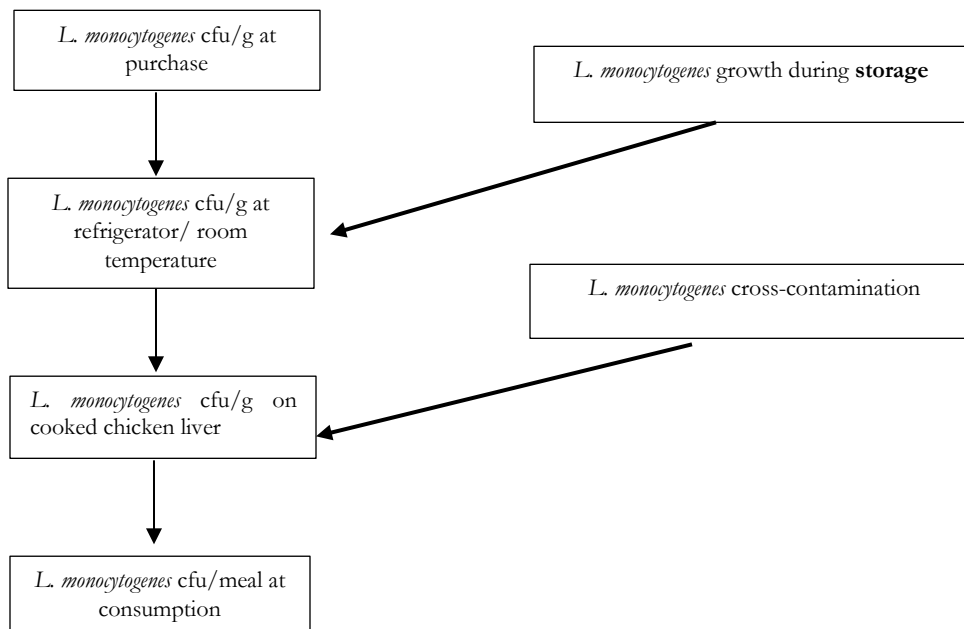 L. monocytogenes cfu/g at
purchase
L. monocytogenes growth during storage
L. monocytogenes cfu/g at
refrigerator/ room
temperature
L. monocytogenes cross-contamination
L. monocytogenes cfu/g on
cooked chicken liver
L. monocytogenes cfu/meal at
consumption